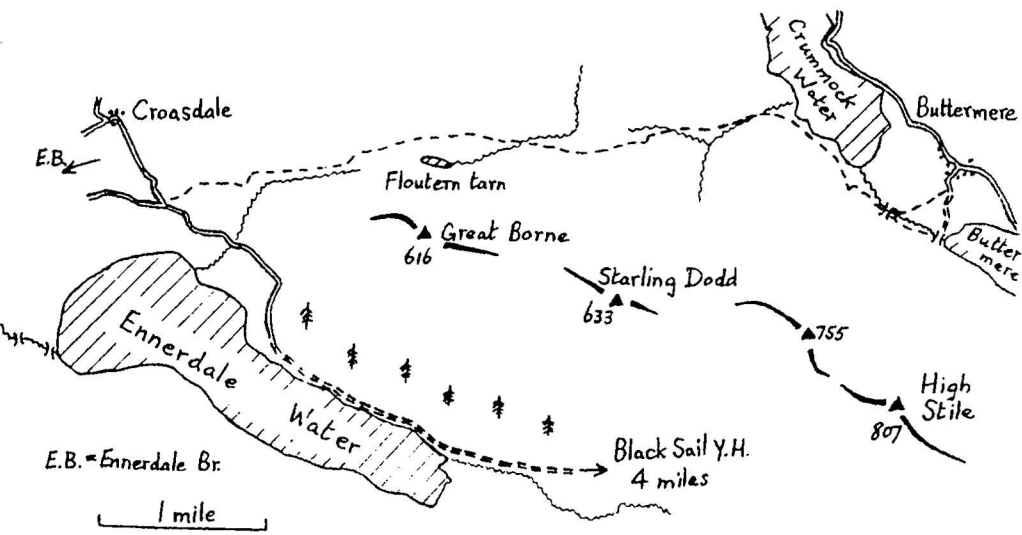 Crummock
Water
Croasdale
Buttermere
E.B.
Floutern tarn
Great Borne
616
Butter
mere
Starling Dodd
633
755
Ennerdale
Water
High
Stile
807
Black Sail Y.H.
4 miles
E.B. = Ennerdale Br.
1 mile